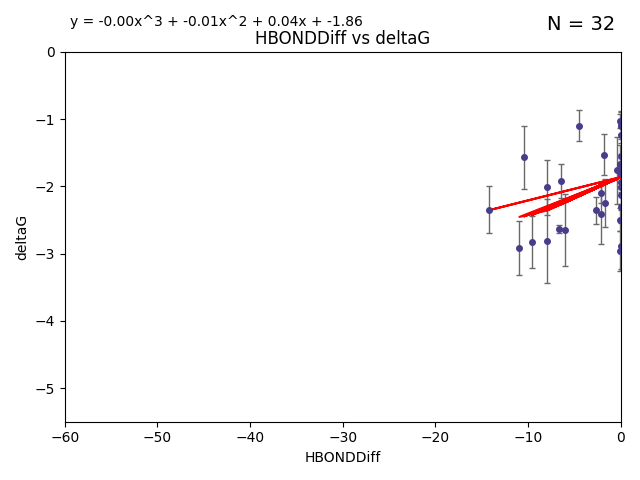 y = -0.00x^3 + -0.01x^2 + 0.04x + -1.86
N = 32
HBONDDiff vs deltaG
0
−1
−2
−3
−4
−5
deltaG
−60
−50
−40
−30
−20
−10
0
HBONDDiff